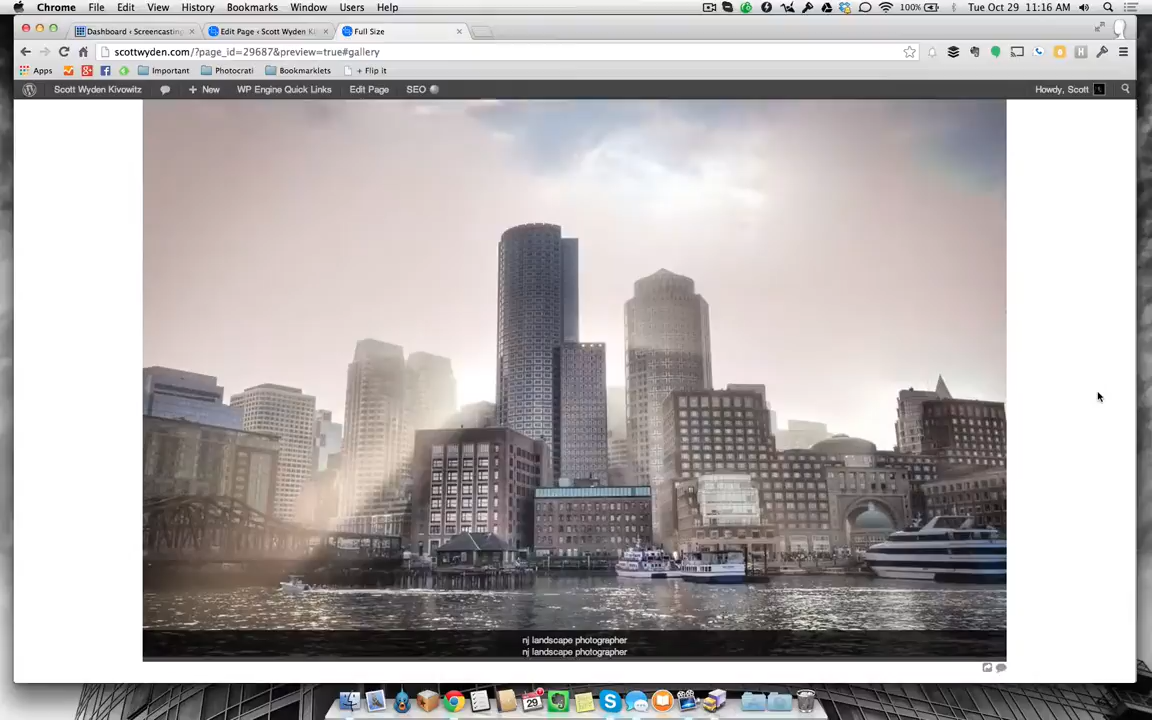 Chrome File Edit View History Bookmarks Window Users Help 100% Tue Oct 29 11:16 AM
Dashboard ‹ Screencasting Edit Page ‹ Scott Wyden Ki Full Size
scottwyden.com/?page_id=29687&preview=true#gallery
Apps Important Photocrati Bookmarklets + Flip it
Scott Wyden Kivowitz + New WP Engine Quick Links Edit Page SEO Howdy, Scott
nj landscape photographer
nj landscape photographer
29